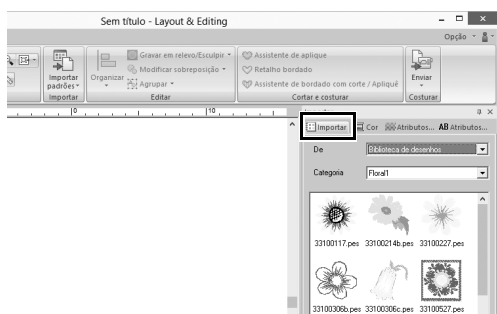 Sem título - Layout & Editing
Opção
Importar padrões
Importar
Organizar
Gravar em relevo/Esculpir
Modificar sobreposição
Agrupar
Editar
Assistente de aplique
Retalho bordado
Assistente de bordado com corte / Appliqué
Cortar e costurar
Enviar
Costurar
0
10
Importar
Cor
Atributos...
AB Atributos...
De
Biblioteca de desenhos
Categoria
Floral1
33100117.pes 33100214b.pes 33100227.pes
33100306b.pes 33100306c.pes 33100527.pes